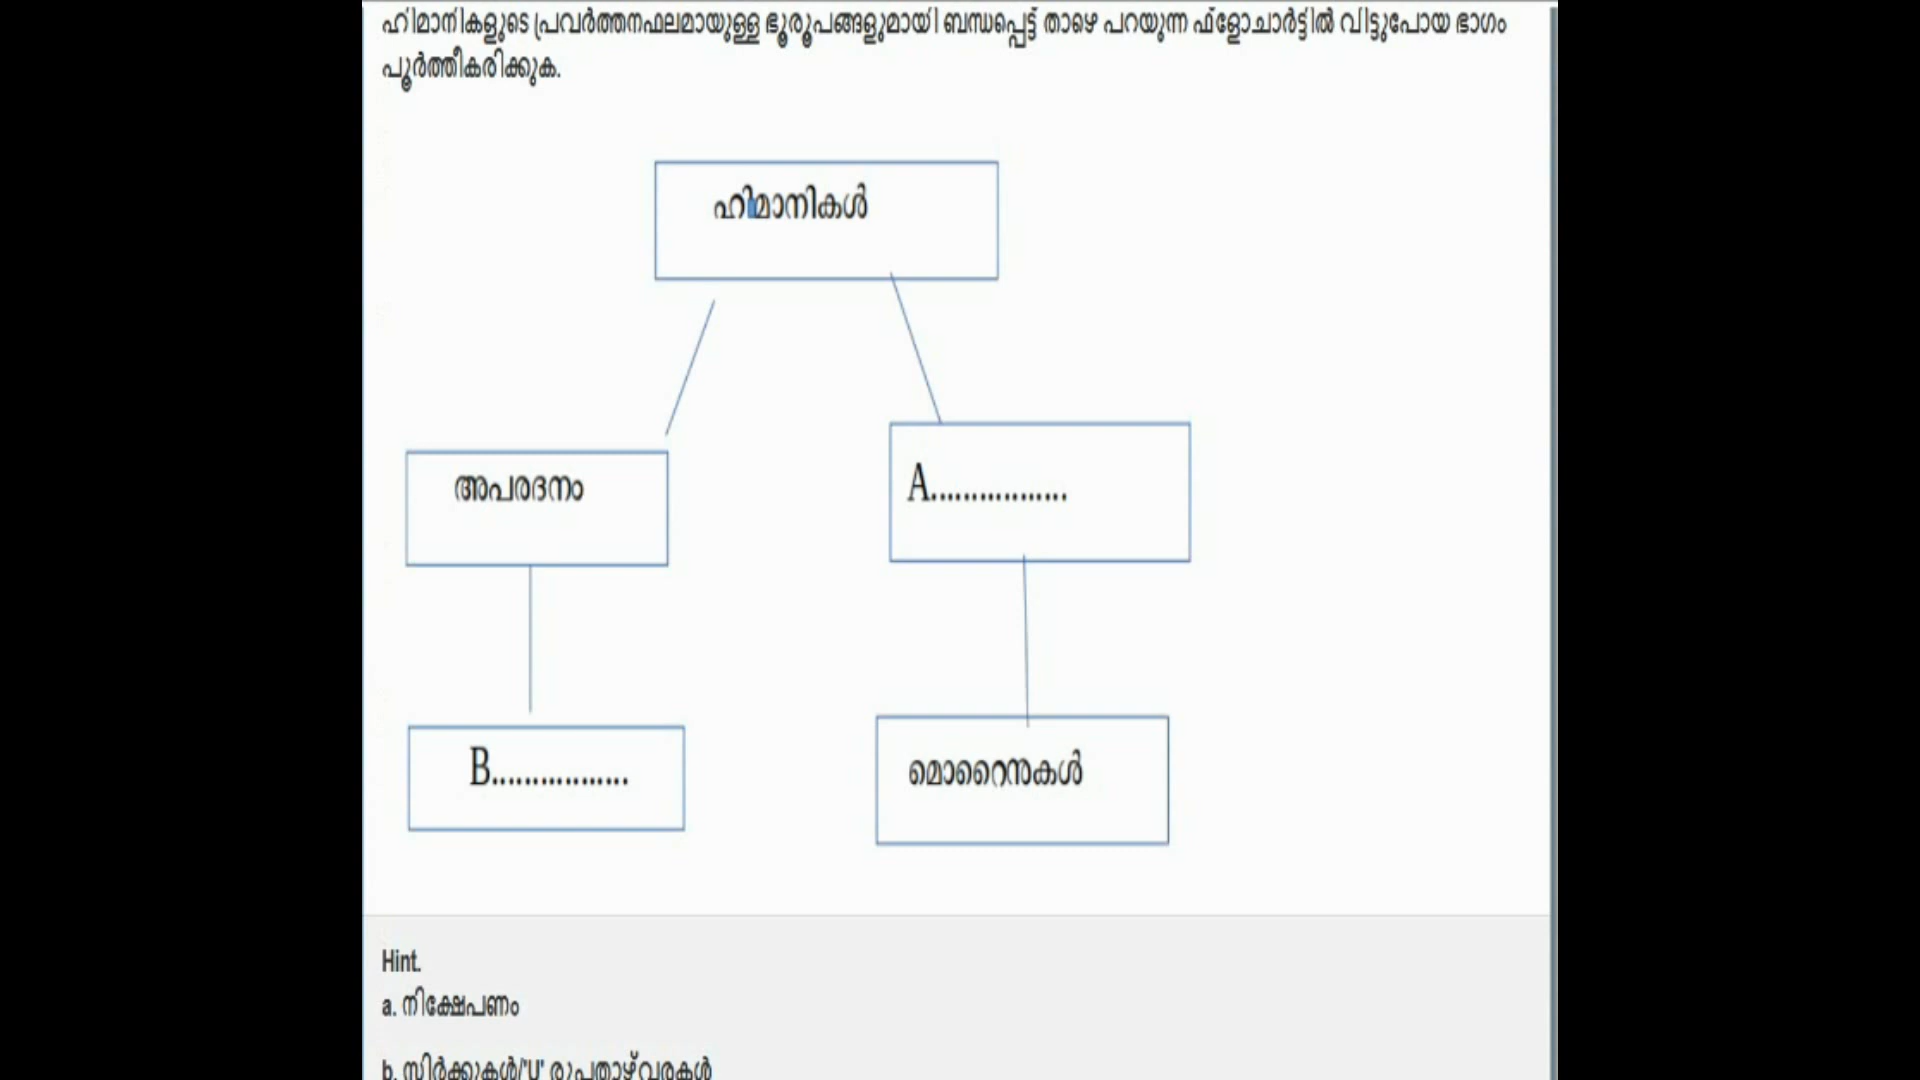 ഹിമാനികളുടെ പ്രവർത്തനഫലമായുള്ള ഭൂരൂപങ്ങളുമായി ബന്ധപ്പെട്ട് താഴെ പറയുന്ന ഫ്ളോചാർട്ടിൽ വിട്ടുപോയ ഭാഗം
പൂർത്തീകരിക്കുക.
ഹിമാനികൾ
അപരദനം
A.................
B.................
മൊറൈനുകൾ
Hint.
a. നിക്ഷേപണം
b. സിർക്കുകൾ/'U' രൂപതാഴ്‌വരകൾ